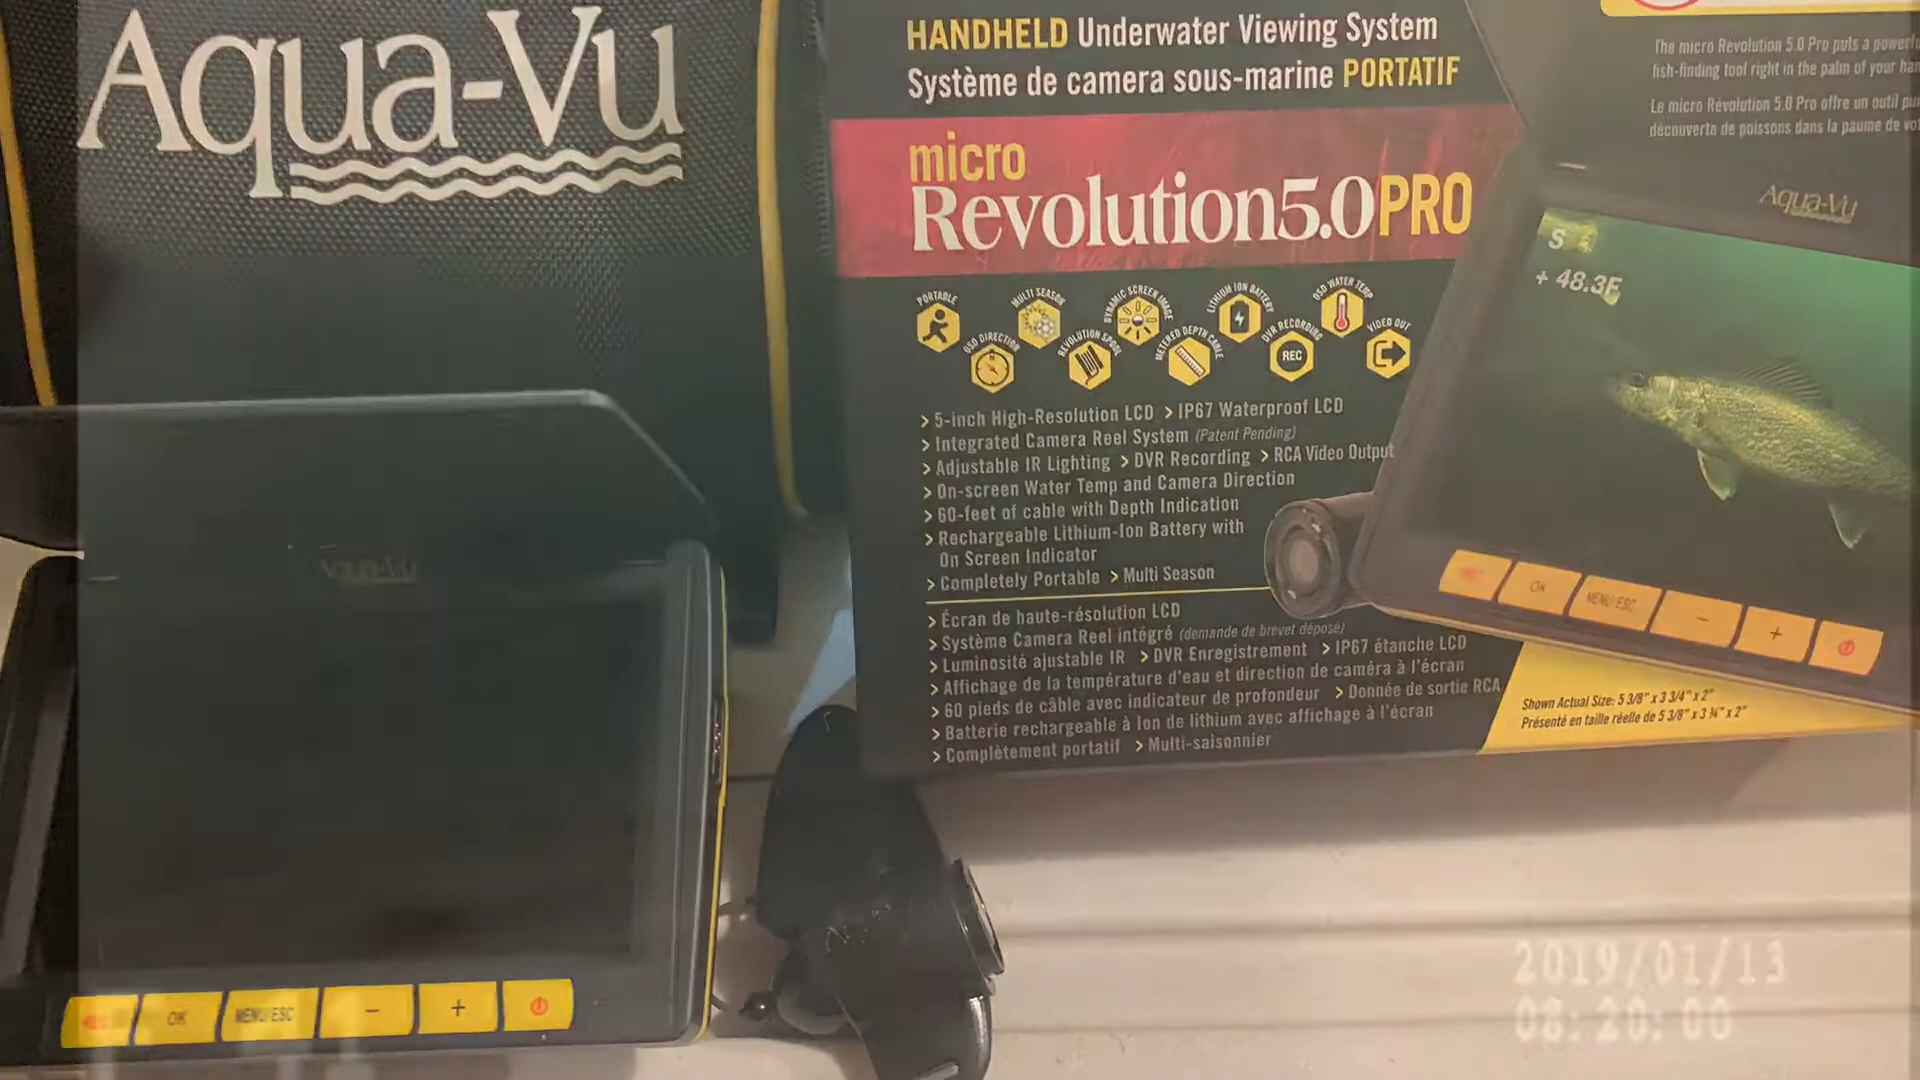 Aqua-Vu
HANDHELD Underwater Viewing System
Système de camera sous-marine PORTATIF
micro
Revolution5.0PRO
PORTABLE
OSD DIRECTION
MULTI SEASON
REVOLUTION SPOOL
DYNAMIC SCREEN IMAGE
METERED DEPTH CABLE
LITHIUM ION BATTERY
DVR RECORDING
REC
OSD WATER TEMP
VIDEO OUT
> 5-inch High-Resolution LCD > IP67 Waterproof LCD
> Integrated Camera Reel System (Patent Pending)
> Adjustable IR Lighting > DVR Recording > RCA Video Output
> On-screen Water Temp and Camera Direction
> 60-feet of cable with Depth Indication
> Rechargeable Lithium-Ion Battery with
On Screen Indicator
> Completely Portable > Multi Season
> Écran de haute-résolution LCD
> Système Camera Reel intégré (demande de brevet déposé)
> Luminosité ajustable IR > DVR Enregistrement > IP67 étanche LCD
> Affichage de la température d'eau et direction de caméra à l'écran
> 60 pieds de câble avec indicateur de profondeur > Donnée de sortie RCA
> Batterie rechargeable à Ion de lithium avec affichage à l'écran
> Complètement portatif > Multi-saisonnier
The micro Revolution 5.0 Pro puts a
fish-finding tool right in the palm of your
Le micro Révolution 5.0 Pro offre un outil
découverte de poissons dans la paume de
Aqua-Vu
S
+ 48.3F
OK MENU/ESC - +
Shown Actual Size: 5 3/8" x 3 3/4" x 2"
Présenté en taille réelle de 5 3/8" x 3 ¾" x 2"
Aqua-Vu
OK MENU/ESC - +
2019/01/13
08:20:00